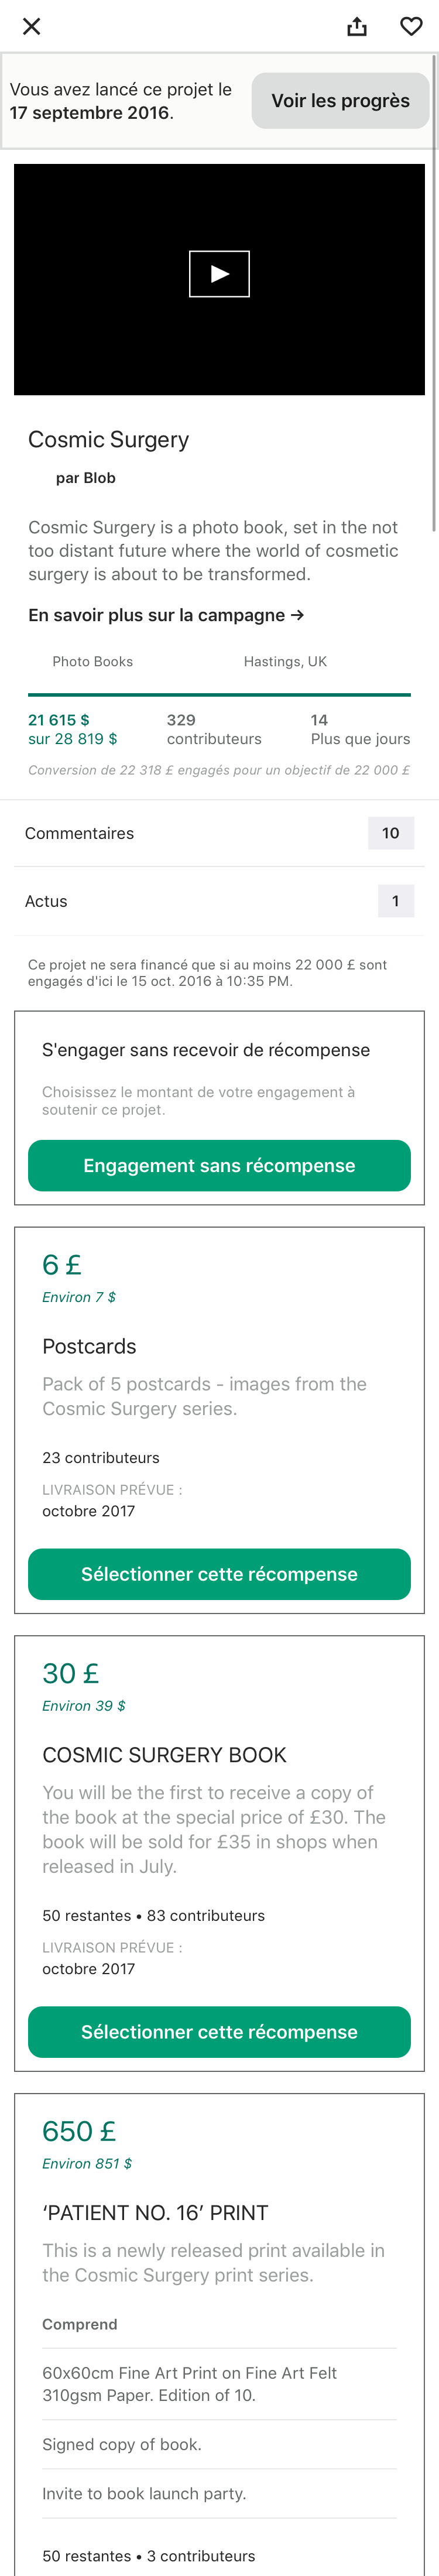 Vous avez lancé ce projet le
17 septembre 2016.
Voir les progrès
Cosmic Surgery
par Blob
Cosmic Surgery is a photo book, set in the not
too distant future where the world of cosmetic
surgery is about to be transformed.
En savoir plus sur la campagne →
Photo Books
Hastings, UK
21 615 $
sur 28 819 $
329
contributeurs
14
Plus que jours
Conversion de 22 318 £ engagés pour un objectif de 22 000 £
Commentaires
10
Actus
1
Ce projet ne sera financé que si au moins 22 000 £ sont
engagés d'ici le 15 oct. 2016 à 10:35 PM.
S'engager sans recevoir de récompense
Choisissez le montant de votre engagement à
soutenir ce projet.
Engagement sans récompense
6 £
Environ 7 $
Postcards
Pack of 5 postcards - images from the
Cosmic Surgery series.
23 contributeurs
LIVRAISON PRÉVUE :
octobre 2017
Sélectionner cette récompense
30 £
Environ 39 $
COSMIC SURGERY BOOK
You will be the first to receive a copy of
the book at the special price of £30. The
book will be sold for £35 in shops when
released in July.
50 restantes • 83 contributeurs
LIVRAISON PRÉVUE :
octobre 2017
Sélectionner cette récompense
650 £
Environ 851 $
‘PATIENT NO. 16’ PRINT
This is a newly released print available in
the Cosmic Surgery print series.
Comprend
60x60cm Fine Art Print on Fine Art Felt
310gsm Paper. Edition of 10.
Signed copy of book.
Invite to book launch party.
50 restantes • 3 contributeurs